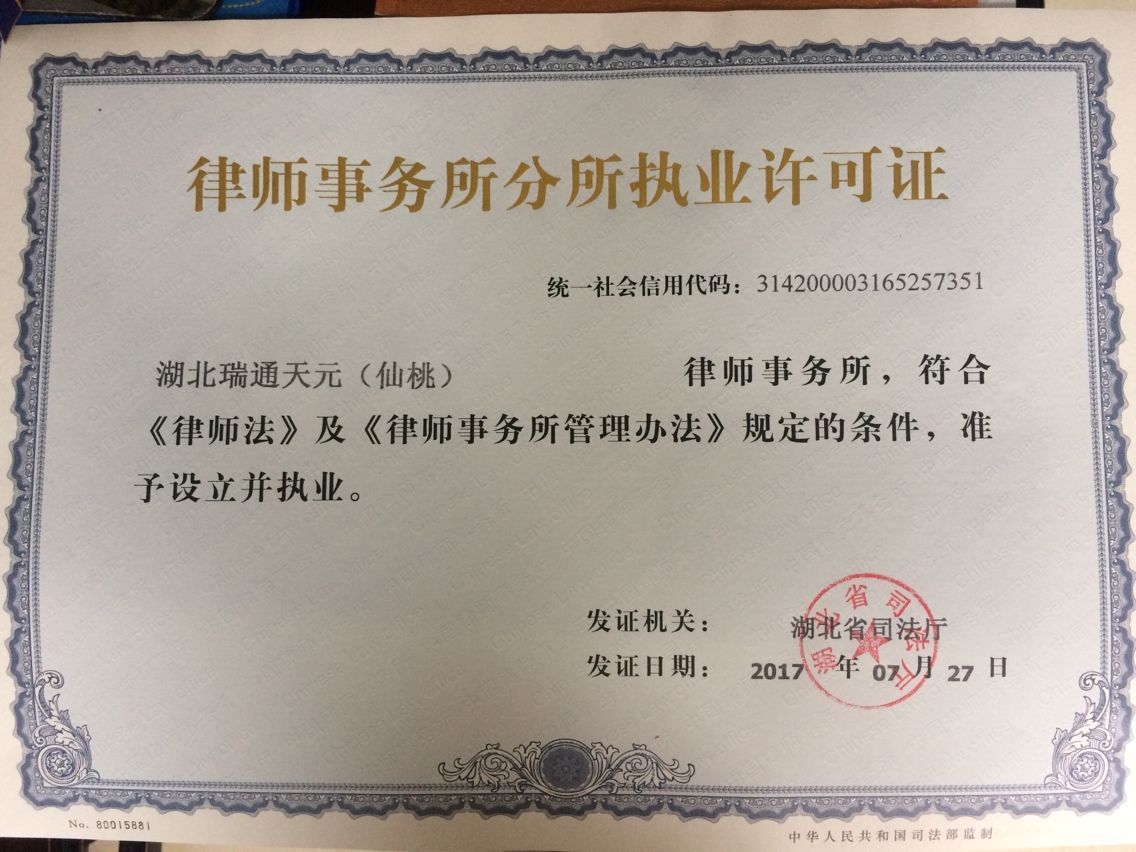 律师事务所分所执业许可证
统一社会信用代码：314200003165257351
湖北瑞通天元（仙桃） 律师事务所，符合
《律师法》及《律师事务所管理办法》规定的条件，准
予设立并执业。
发证机关： 湖北省司法厅
发证日期： 2017 年 07 月 27 日
湖北省司法厅
No. 80015881
中华人民共和国司法部监制